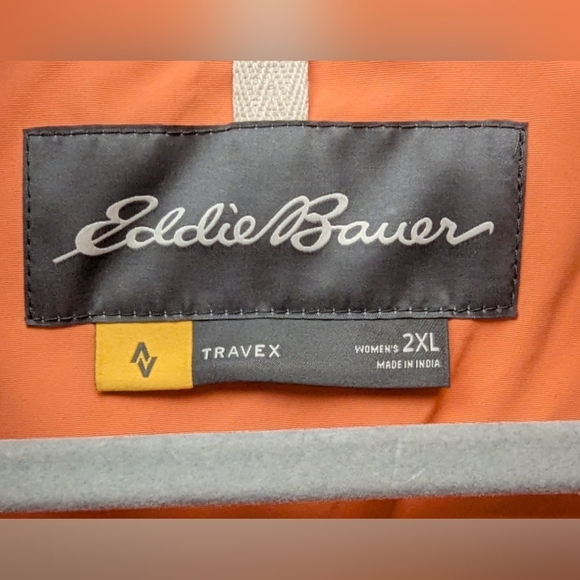 Eddie Bauer
TRAVEX
WOMEN'S 2XL
MADE IN INDIA